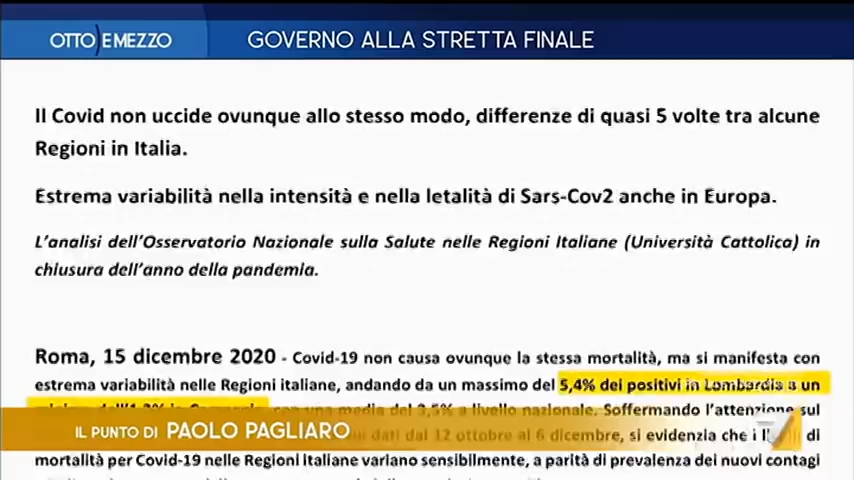 OTTO E MEZZO
GOVERNO ALLA STRETTA FINALE
Il Covid non uccide ovunque allo stesso modo, differenze di quasi 5 volte tra alcune
Regioni in Italia.
Estrema variabilità nella intensità e nella letalità di Sars-Cov2 anche in Europa.
L'analisi dell'Osservatorio Nazionale sulla Salute nelle Regioni Italiane (Università Cattolica) in
chiusura dell'anno della pandemia.
Roma, 15 dicembre 2020 - Covid-19 non causa ovunque la stessa mortalità, ma si manifesta con
estrema variabilità nelle Regioni italiane, andando da un massimo del 5,4% dei positivi in Lombardia a un
con una media del 3,5% a livello nazionale. Soffermando l'attenzione sul
dati dal 12 ottobre al 6 dicembre, si evidenzia che i di
IL PUNTO DI PAOLO PAGLIARO
mortalità per Covid-19 nelle Regioni italiane variano sensibilmente, a parità di prevalenza dei nuovi contagi